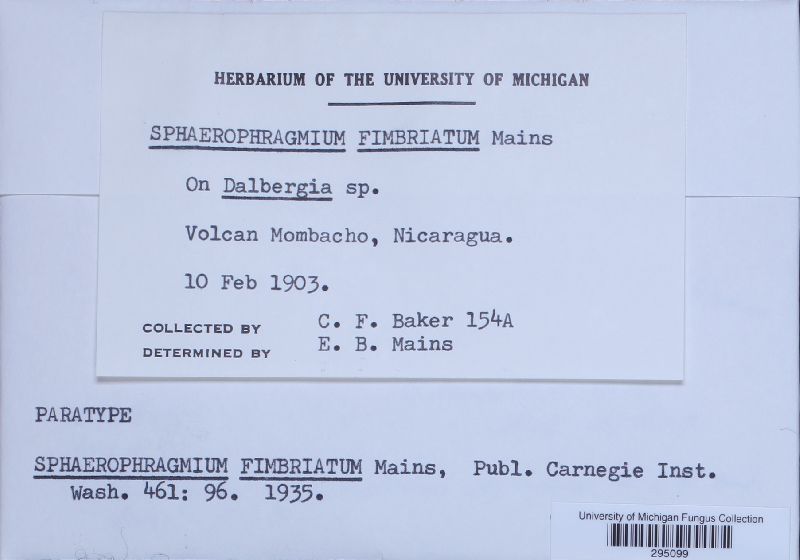 HERBARIUM OF THE UNIVERSITY OF MICHIGAN
SPHAEROPHRAGMIUM FIMBRIATUM Mains
On Dalbergia sp.
Volcan Mombacho, Nicaragua.
10 Feb 1903.
COLLECTED BY C. F. Baker 154A
DETERMINED BY E. B. Mains
PARATYPE
SPHAEROPHRAGMIUM FIMBRIATUM Mains, Publ. Carnegie Inst.
Wash. 461: 96. 1935.
University of Michigan Fungus Collection
295099